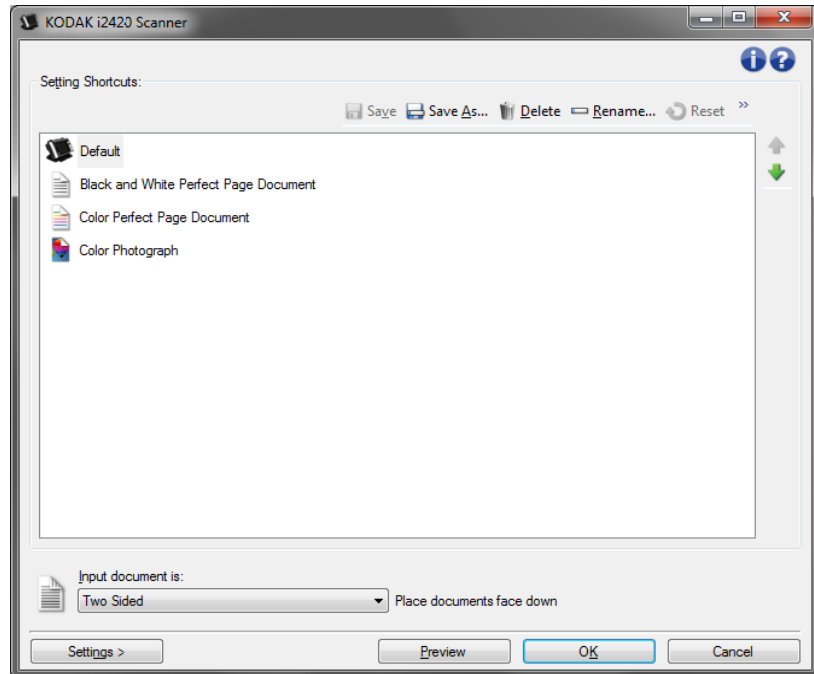 KODAK i2420 Scanner
Setting Shortcuts:
Save Save As... Delete Rename... Reset »
Default
Black and White Perfect Page Document
Color Perfect Page Document
Color Photograph
Input document is:
Two Sided Place documents face down
Settings > Preview OK Cancel